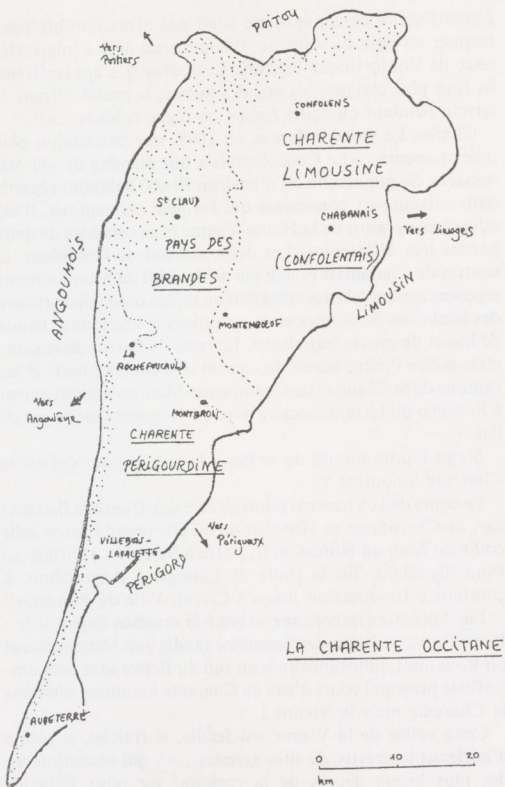 POITOU
Vers
Poitiers
CONFOLENS
CHARENTE
LIMOUSINE
St CLAUD
CHABANAIS
PAYS DES
(CONFOLENTAIS)
Vers Limoges
BRANDES
ANGOUMOIS
LIMOUSIN
MONTEMBOEUF
LA
ROCHEFOUCAULD
Vers
Angoulême
MONTBRON
CHARENTE
PÉRIGOURDINE
Vers
Périgueux
VILLEBOIS-
LAVALETTE
PÉRIGORD
LA CHARENTE OCCITANE
AUBETERRE
0 10 20
km